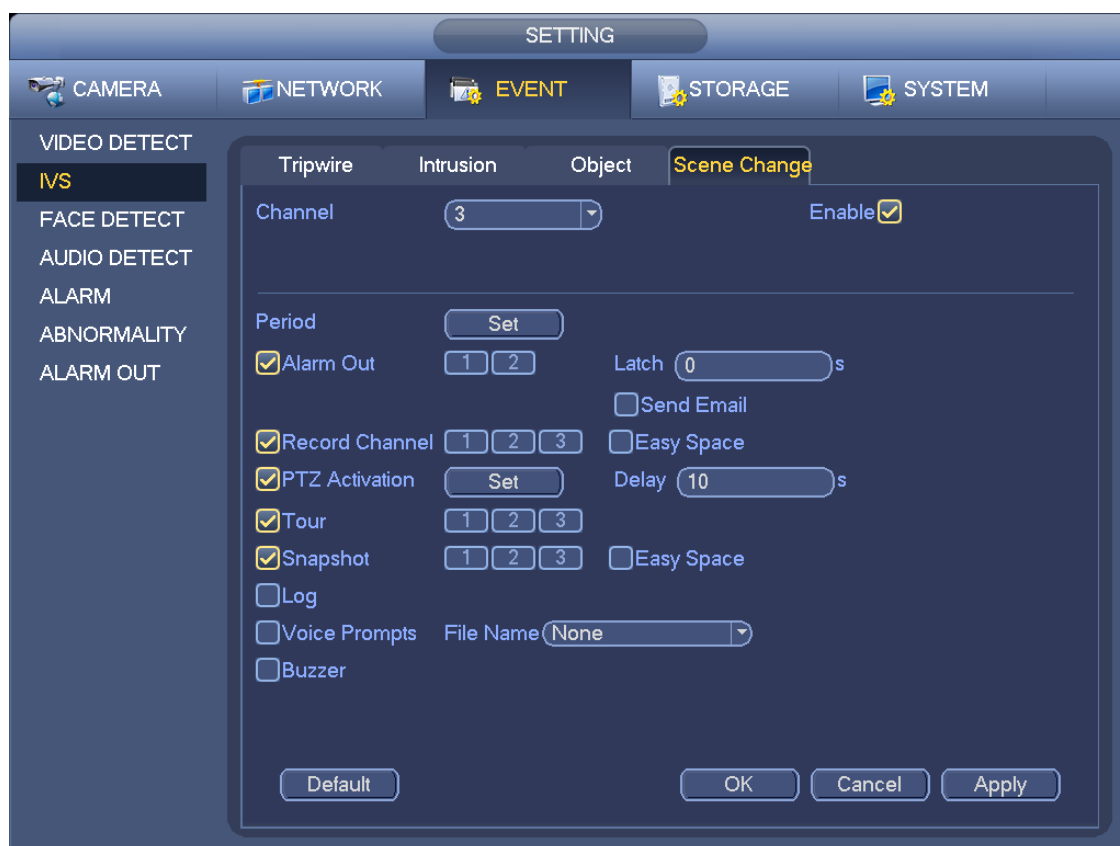 SETTING
CAMERA NETWORK EVENT STORAGE SYSTEM
VIDEO DETECT
IVS
FACE DETECT
AUDIO DETECT
ALARM
ABNORMALITY
ALARM OUT
Tripwire Intrusion Object Scene Change
Channel 3 Enable
Period Set
Alarm Out 1 2 Latch 0 s
Send Email
Record Channel 1 2 3 Easy Space
PTZ Activation Set Delay 10 s
Tour 1 2 3
Snapshot 1 2 3 Easy Space
Log
Voice Prompts File Name None
Buzzer
Default OK Cancel Apply